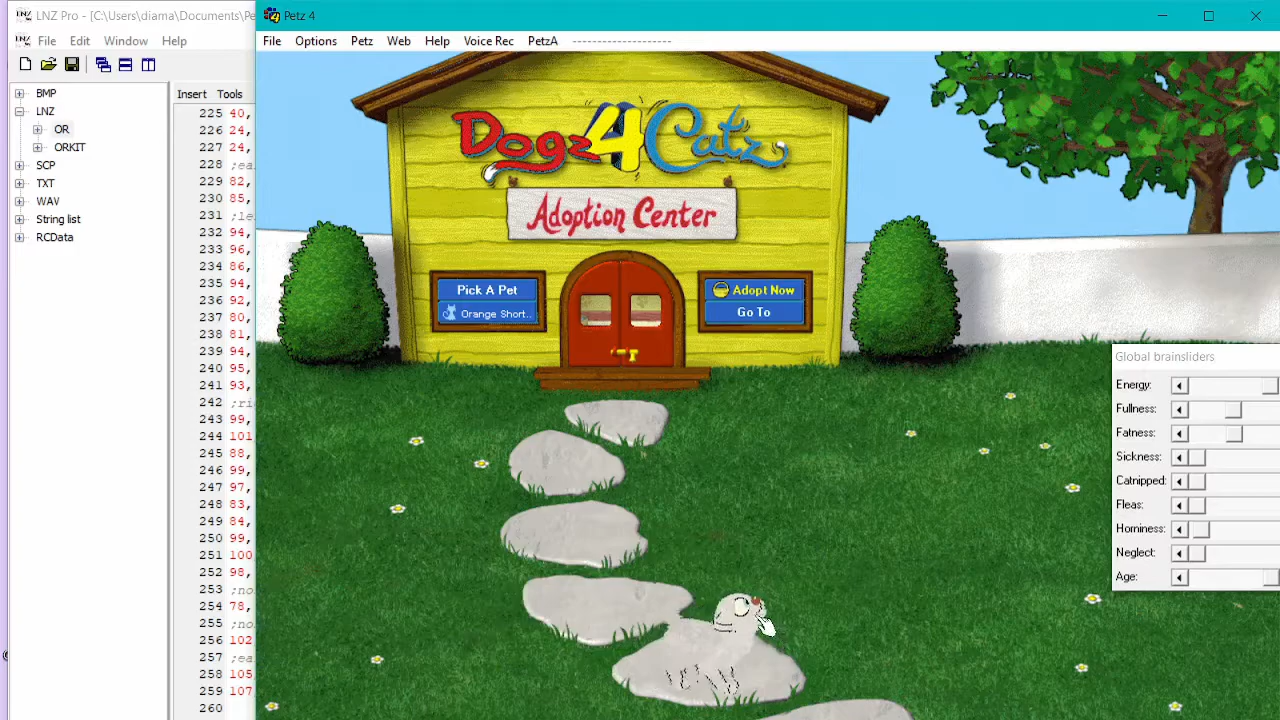 LNZ Pro - [C:\Users\diama\Documents\Pe
File Edit Window Help
BMP
LNZ
OR
ORKIT
SCP
TXT
WAV
String list
RCData
Insert Tools
225 40,
226 24,
227 24,
228 ;ea
229 82,
230 85,
231 ;le
232 94,
233 96,
234 86,
235 94,
236 92,
237 80,
238 81,
239 94,
240 95,
241 93,
242 ;ri
243 99,
244 101
245 88,
246 99,
247 97,
248 83,
249 84,
250 99,
251 100,
252 98,
253 ;no
254 78,
255 ;no
256 102
257 ;ea
258 105
259 107
260
Petz 4
File Options Petz Web Help Voice Rec PetzA --------------------
Dogz 4 Catz
Adoption Center
Pick A Pet
Orange Short..
Adopt Now
Go To
Global brainsliders
Energy:
Fullness:
Fatness:
Sickness:
Catnipped:
Fleas:
Horniness:
Neglect:
Age: